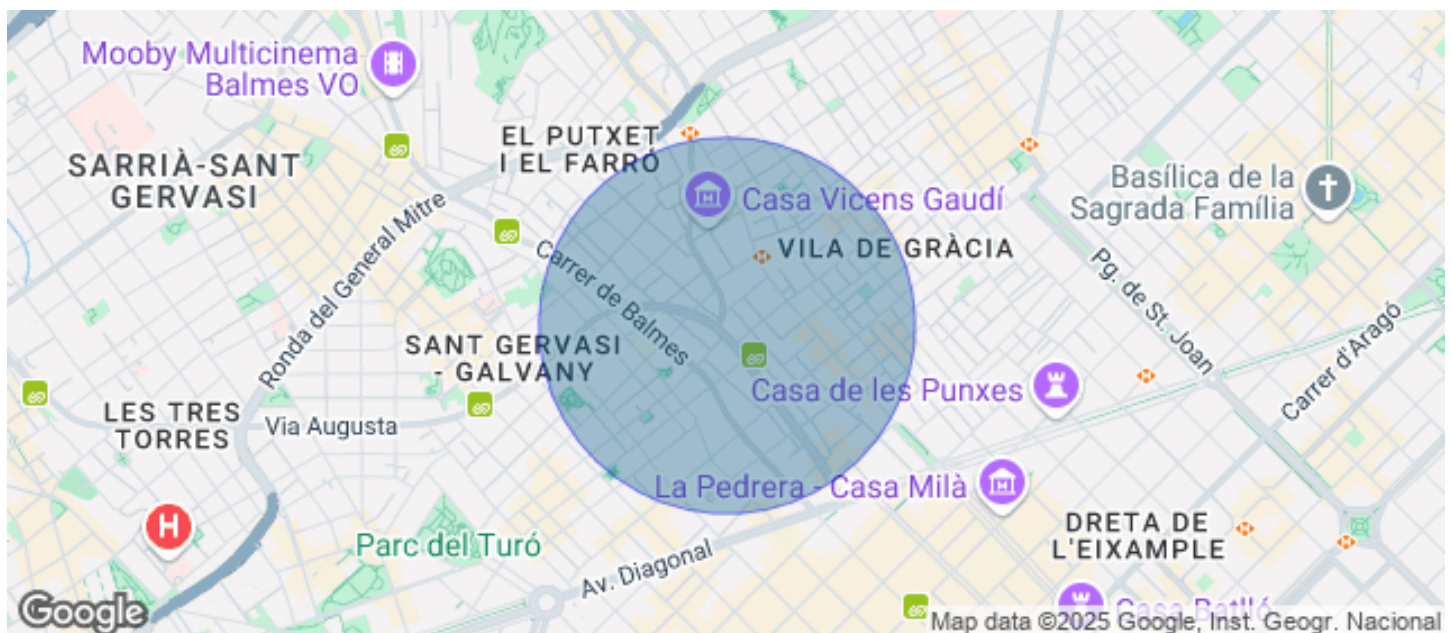 Mooby Multicinema
Balmes VO
EL PUTXET
I EL FARRÓ
SARRIÀ-SANT
GERVASI
Casa Vicens Gaudí
Basílica de la
Sagrada Família
VILA DE GRÀCIA
Ronda del General Mitre
Carrer de Balmes
Pg. de St. Joan
SANT GERVASI
- GALVANY
Casa de les Punxes
Carrer d'Aragó
LES TRES
TORRES
Via Augusta
La Pedrera - Casa Milà
H
Parc del Turó
DRETA DE
L'EIXAMPLE
Av. Diagonal
Casa Batlló
Google
Map data ©2025 Google, Inst. Geogr. Nacional